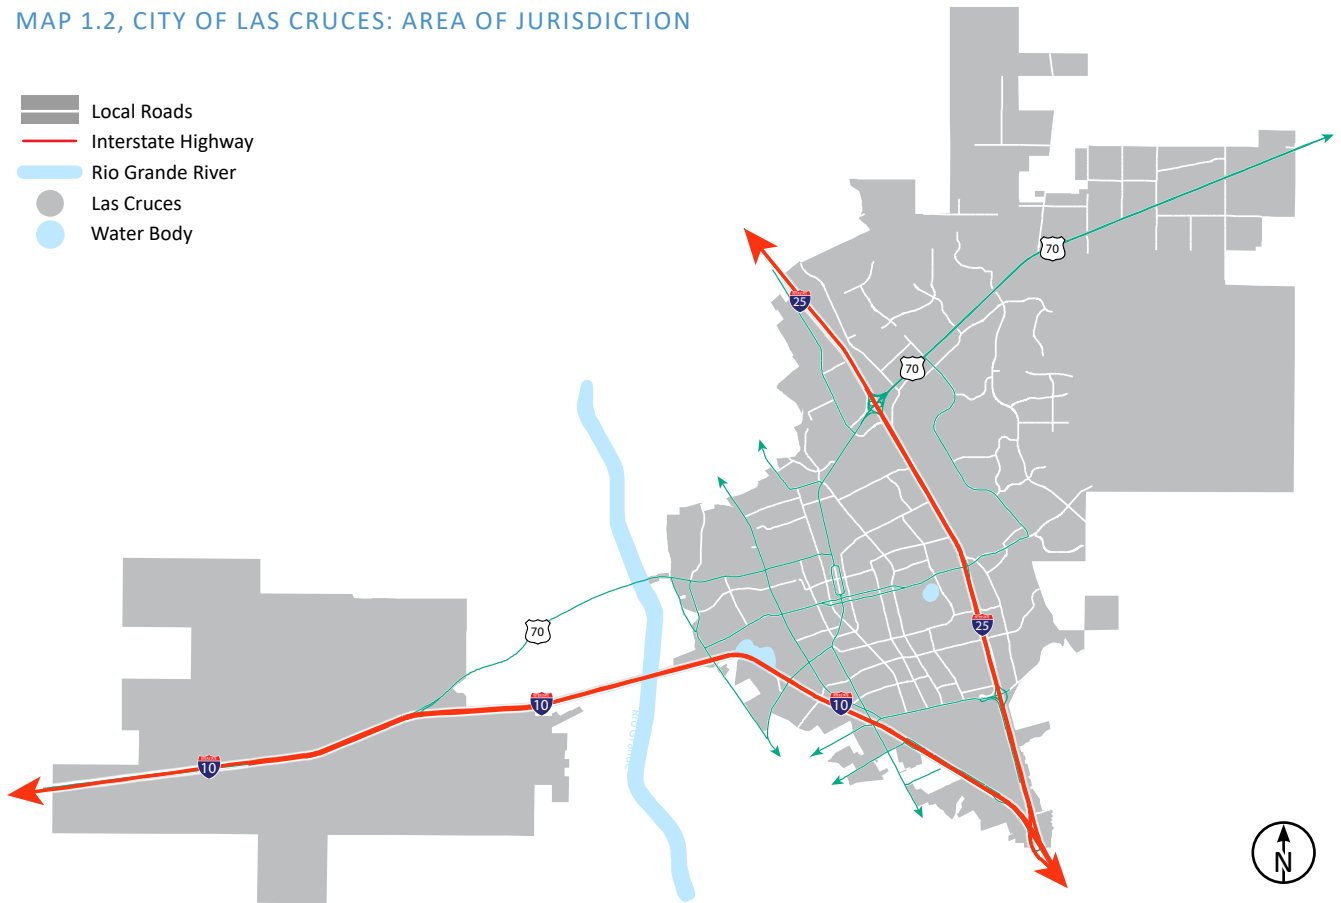 MAP 1.2, CITY OF LAS CRUCES: AREA OF JURISDICTION
Local Roads
Interstate Highway
Rio Grande River
Las Cruces
Water Body
70
25
70
25
70
10
10
10
N